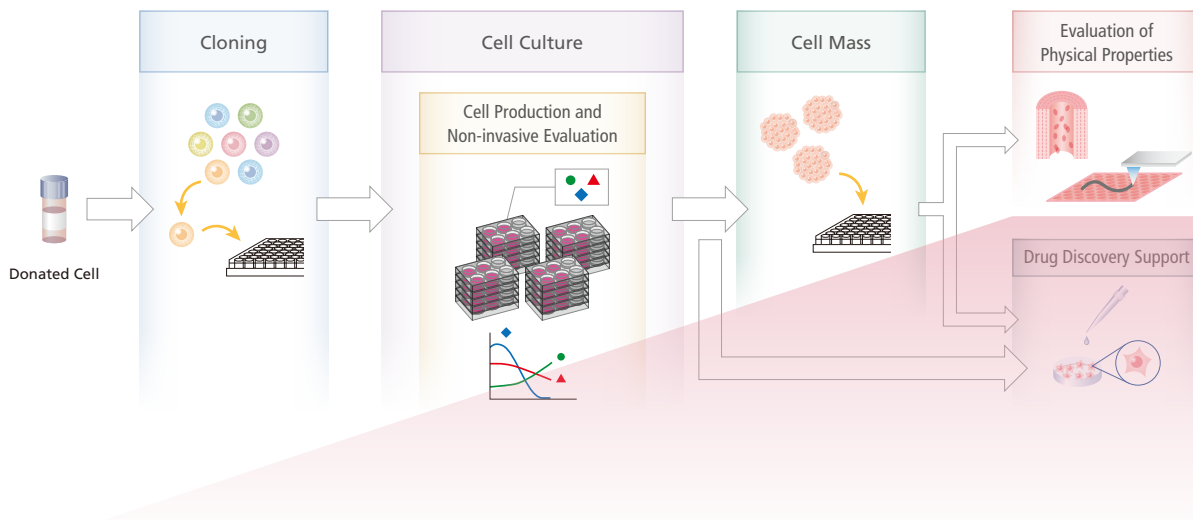 Donated Cell
Cloning
Cell Culture
Cell Production and
Non-invasive Evaluation
Cell Mass
Evaluation of
Physical Properties
Drug Discovery Support